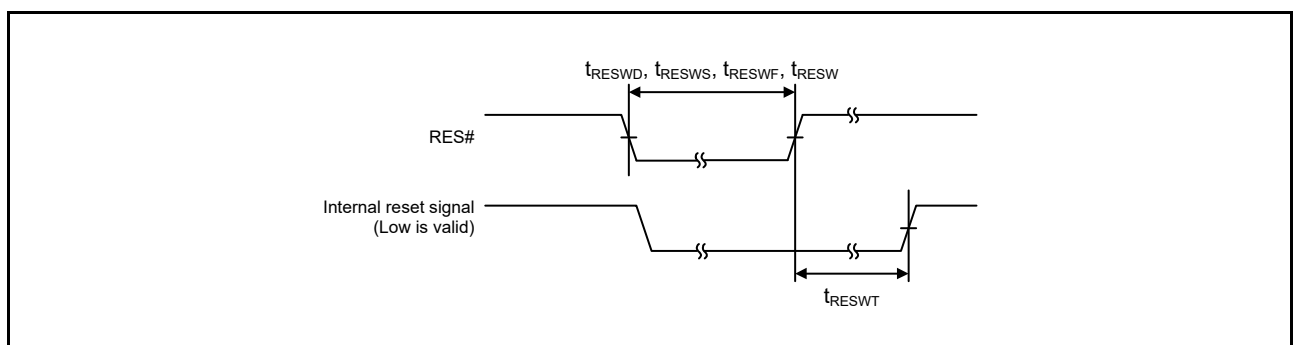 tRESWD, tRESWS, tRESWF, tRESW
RES#
Internal reset signal
(Low is valid)
tRESWT